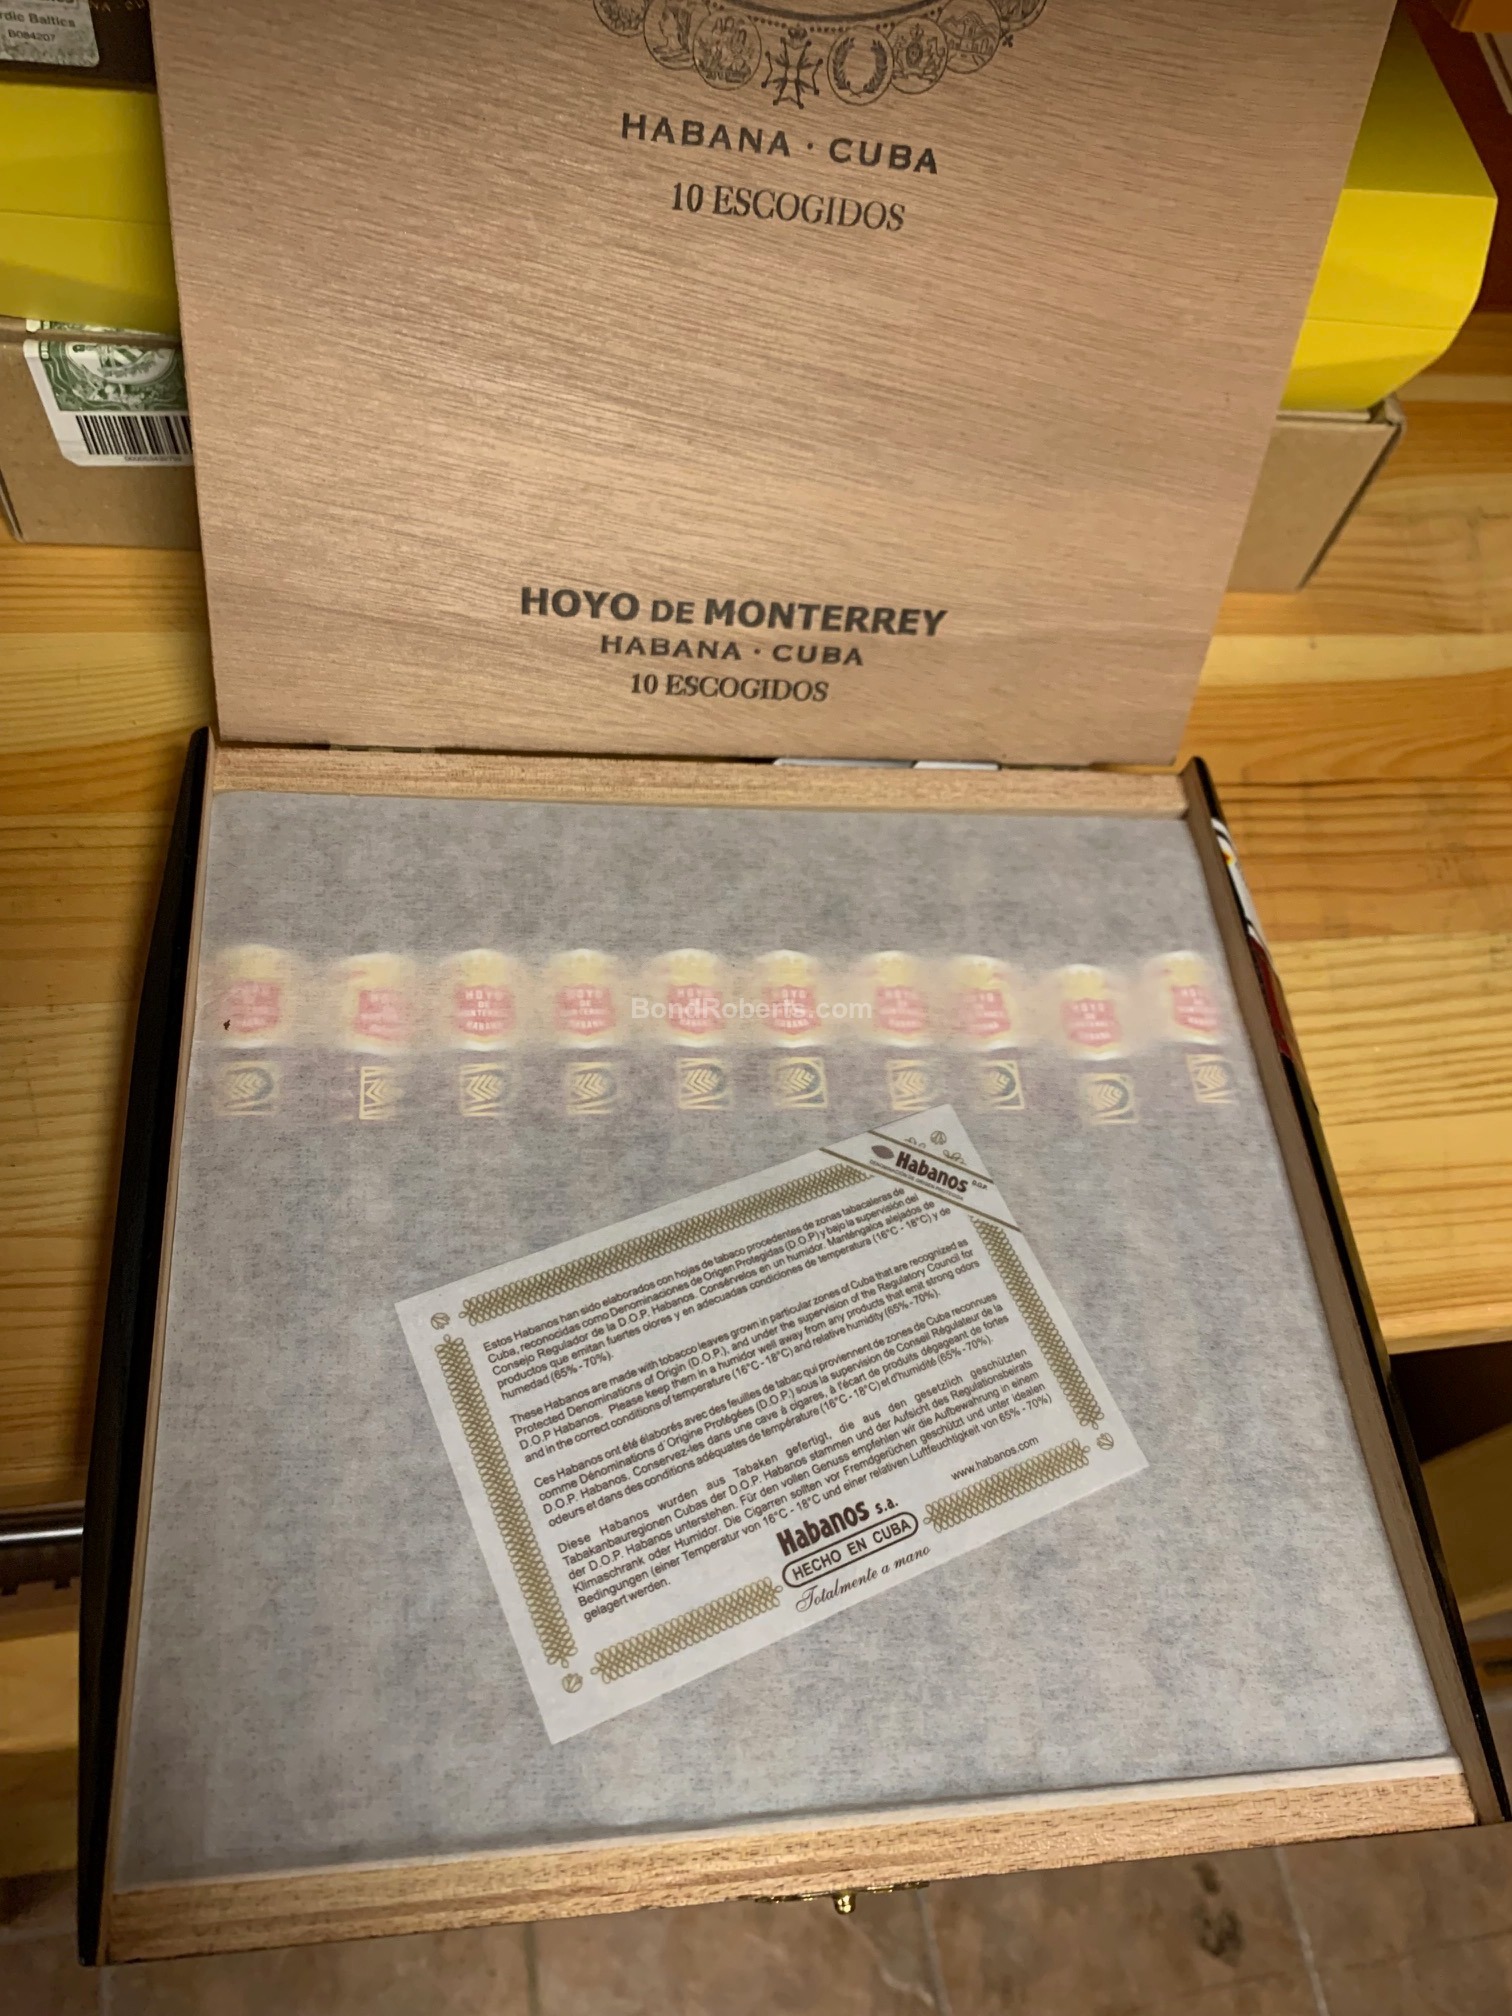 rdic Baltics
B084207
HABANA · CUBA
10 ESCOGIDOS
HOYO DE MONTERREY
HABANA · CUBA
10 ESCOGIDOS
HOYO
DE
MONTERREY
HABANA
BondRoberts.com
Habanos D.O.P.
DENOMINACIÓN DE ORIGEN PROTEGIDA
Estos Habanos han sido elaborados con hojas de tabaco procedentes de zonas tabacaleras de
Cuba, reconocidas como Denominaciones de Origen Protegidas (D.O.P) y bajo la supervisión del
Consejo Regulador de la D.O.P. Habanos. Consérvelos en un humidor. Manténgalos alejados de
productos que emitan fuertes olores y en adecuadas condiciones de temperatura (16°C - 18°C) y de
humedad (65% - 70%).
These Habanos are made with tobacco leaves grown in particular zones of Cuba that are recognized as
Protected Denominations of Origin (D.O.P.), and under the supervision of the Regulatory Council for
D.O.P Habanos. Please keep them in a humidor well away from any products that emit strong odors
and in the correct conditions of temperature (16°C - 18°C) and relative humidity (65% - 70%).
Ces Habanos ont été élaborés avec des feuilles de tabac qui proviennent de zones de Cuba reconnues
comme Dénominations d'Origine Protégées (D.O.P.) sous la supervision de Conseil Régulateur de la
D.O.P. Habanos. Conservez-les dans une cave à cigares, à l'écart de produits dégageant de fortes
odeurs et dans des conditions adéquates de température (16°C - 18°C) et d'humidité (65% - 70%).
Diese Habanos wurden aus Tabaken gefertigt, die aus den gesetzlich geschützten
Tabakanbauregionen Cubas der D.O.P. Habanos stammen und der Aufsicht des Regulationsbeirats
der D.O.P. Habanos unterstehen. Für den vollen Genuss empfehlen wir die Aufbewahrung in einem
Klimaschrank oder Humidor. Die Cigarren sollten vor Fremdgerüchen geschützt und unter idealen
Bedingungen (einer Temperatur von 16°C - 18°C und einer relativen Luftfeuchtigkeit von 65% - 70%)
gelagert werden.
www.habanos.com
Habanos s.a.
HECHO EN CUBA
Totalmente a mano